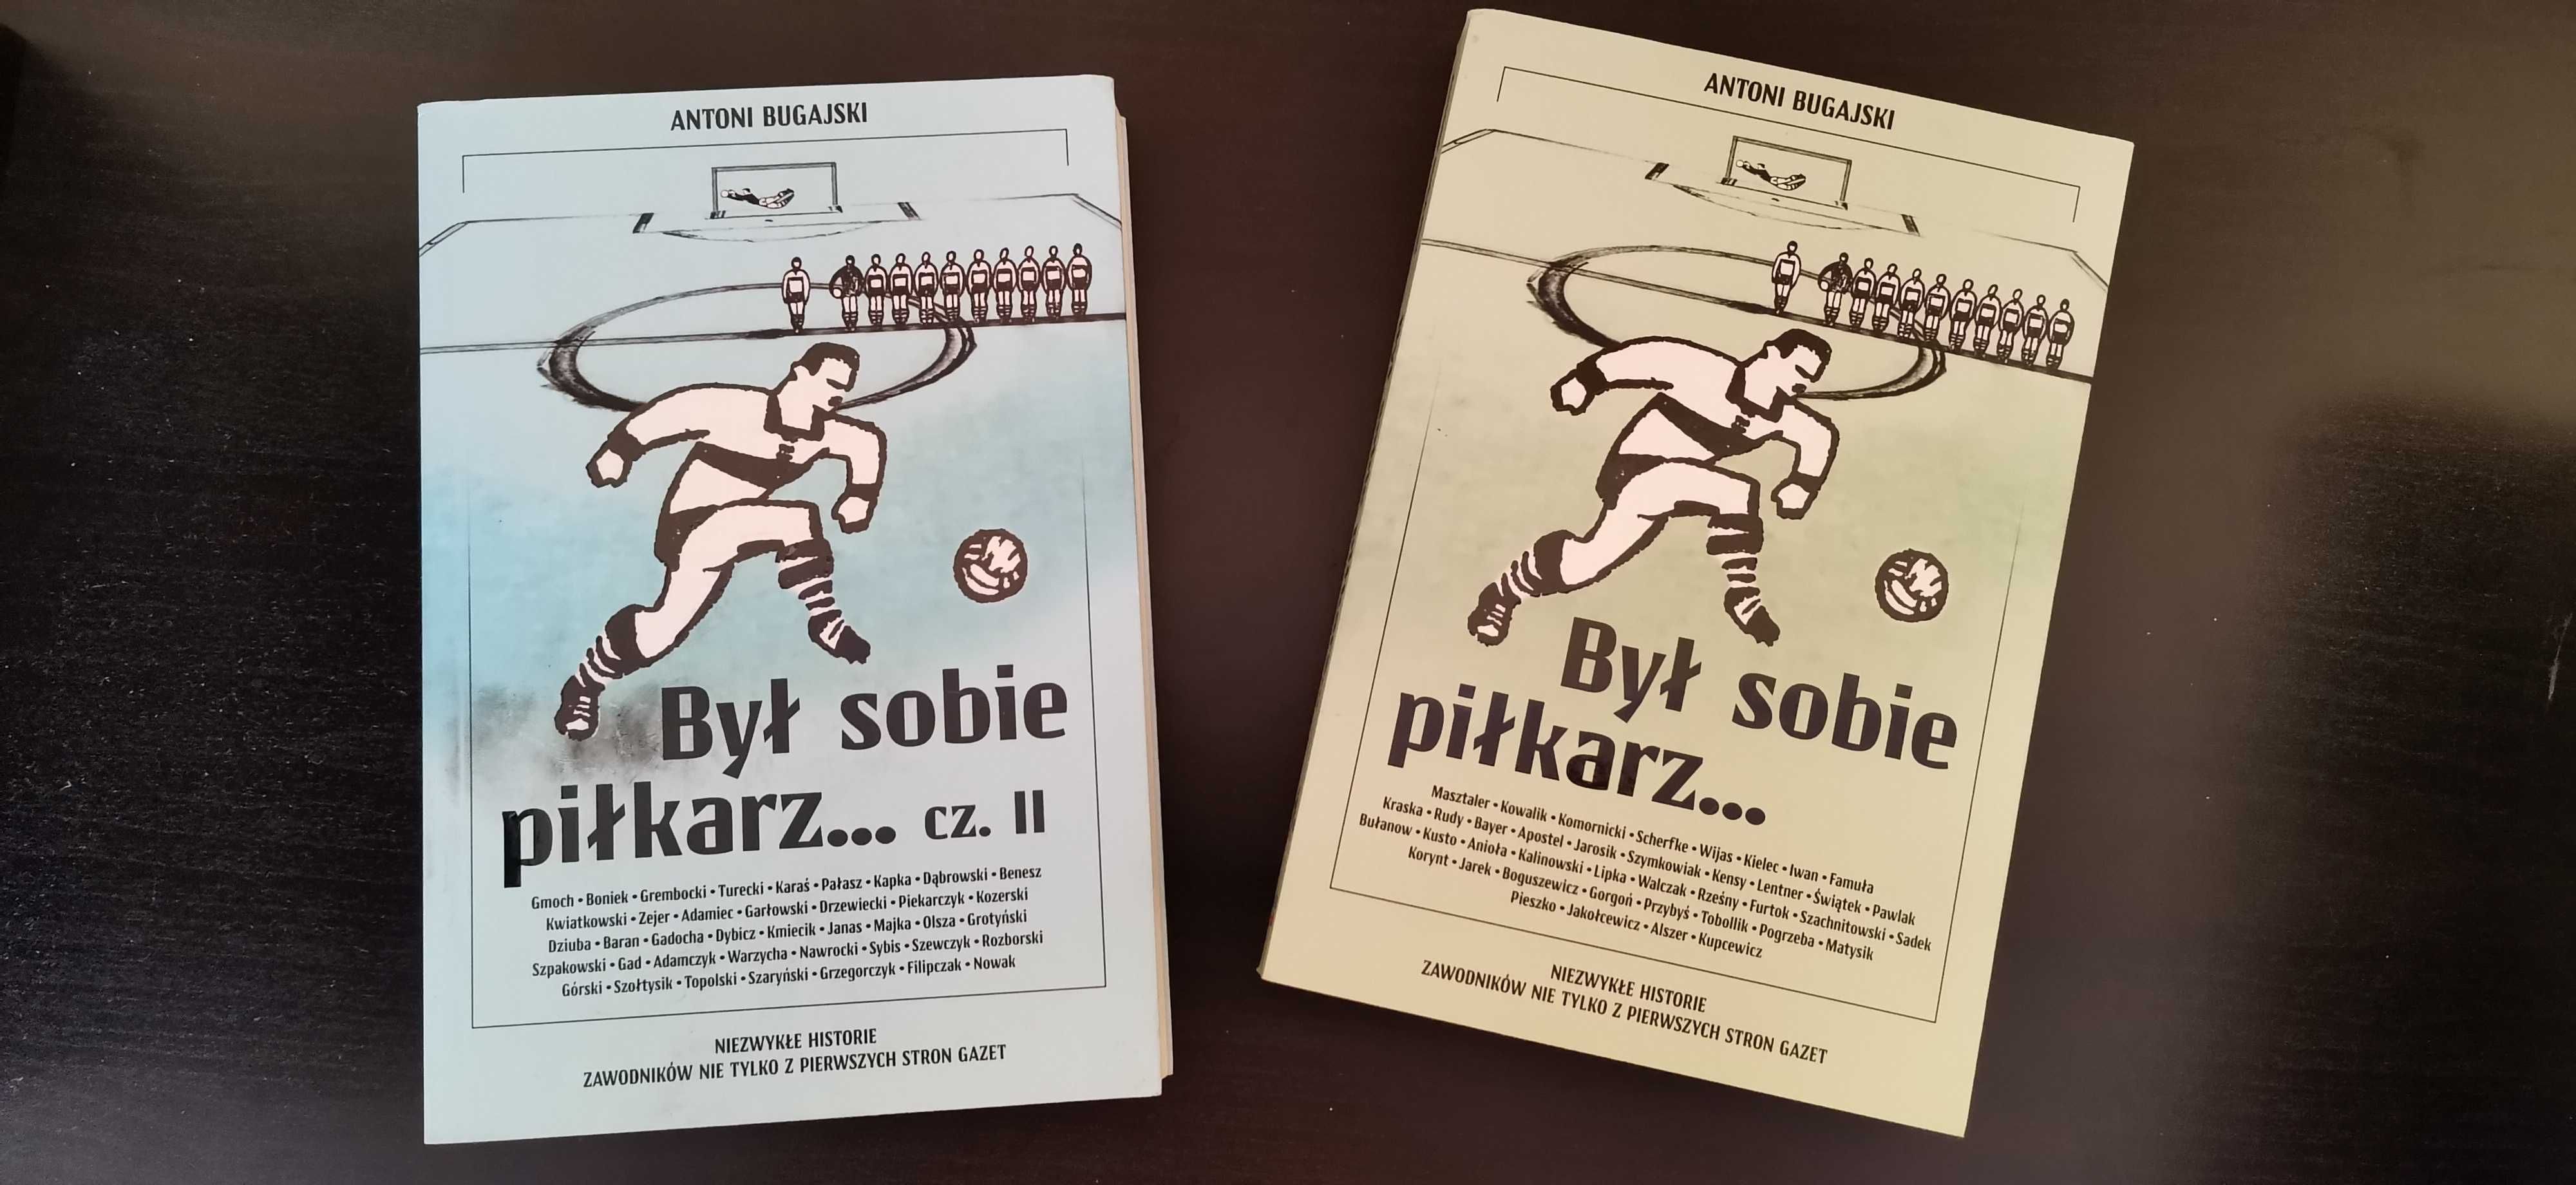 ANTONI BUGAJSKI
Był sobie
piłkarz... cz. II
Gmoch • Boniek • Grembocki • Turecki • Karaś • Pałasz • Kapka • Dąbrowski • Benesz
Kwiatkowski • Zejer • Adamiec • Garłowski • Drzewiecki • Piekarczyk • Kozerski
Dziuba • Baran • Gadocha • Dybicz • Kmiecik • Janas • Majka • Olsza • Grotyński
Szpakowski • Gad • Adamczyk • Warzycha • Nawrocki • Sybis • Szewczyk • Rozborski
Górski • Szołtysik • Topolski • Szaryński • Grzegorczyk • Filipczak • Nowak
NIEZWYKŁE HISTORIE
ZAWODNIKÓW NIE TYLKO Z PIERWSZYCH STRON GAZET
ANTONI BUGAJSKI
Był sobie
piłkarz...
Masztaler • Kowalik • Komornicki • Scherfke • Wijas • Kielec • Iwan • Famuła
Kraska • Rudy • Bayer • Apostel • Jarosik • Szymkowiak • Kensy • Lentner • Świątek • Pawlak
Bułanow • Kusto • Anioła • Kalinowski • Lipka • Walczak • Rześny • Furtok • Szachnitowski • Sadek
Korynt • Jarek • Boguszewicz • Gorgoń • Przybyś • Tobollik • Pogrzeba • Matysik
Pieszko • Jakołcewicz • Alszer • Kupcewicz
NIEZWYKŁE HISTORIE
ZAWODNIKÓW NIE TYLKO Z PIERWSZYCH STRON GAZET